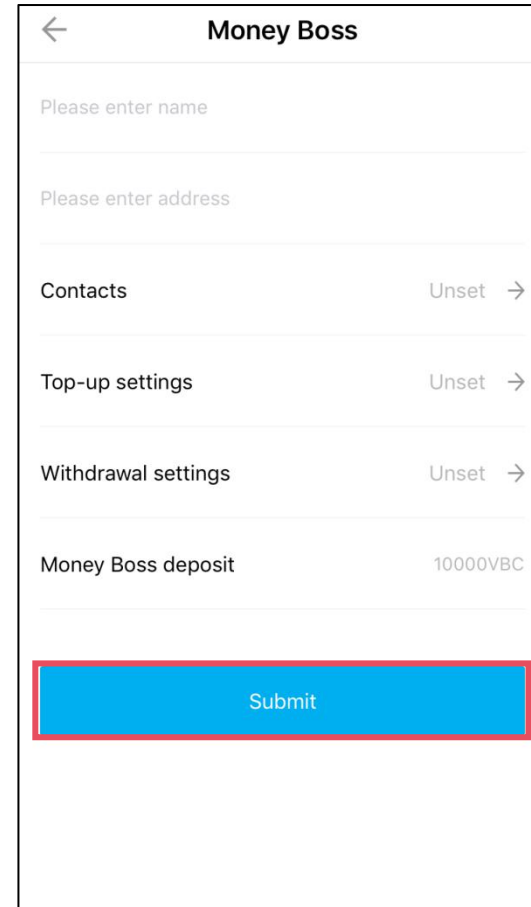 Money Boss
Please enter name
Please enter address
Contacts Unset
Top-up settings Unset
Withdrawal settings Unset
Money Boss deposit 10000VBC
Submit